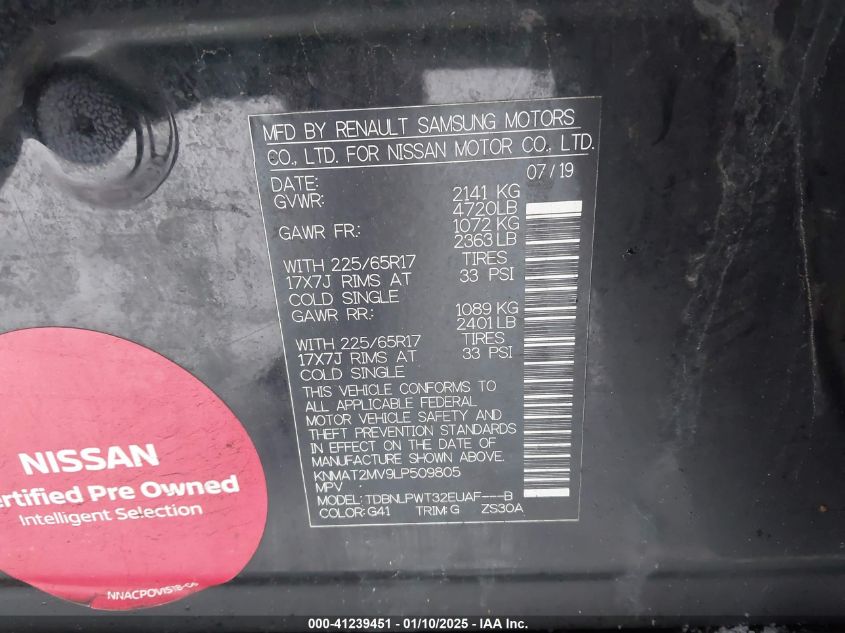 MFD BY RENAULT SAMSUNG MOTORS
CO., LTD. FOR NISSAN MOTOR CO., LTD.
DATE: 07/19
GVWR: 2141 KG
4720LB
GAWR FR.: 1072 KG
2363 LB
WITH 225/65R17 TIRES
17X7J RIMS AT 33 PSI
COLD SINGLE
GAWR RR.: 1089 KG
2401 LB
WITH 225/65R17 TIRES
17X7J RIMS AT 33 PSI
COLD SINGLE
THIS VEHICLE CONFORMS TO
ALL APPLICABLE FEDERAL
MOTOR VEHICLE SAFETY AND
THEFT PREVENTION STANDARDS
IN EFFECT ON THE DATE OF
MANUFACTURE SHOWN ABOVE.
KNMAT2MV9LP509805
MPV
MODEL: TDBNLPWT32EUAF---B
COLOR: G41 TRIM: G ZS30A
NISSAN
ertified Pre Owned
Intelligent Selection
000-41239451 - 01/10/2025 - IAA Inc.